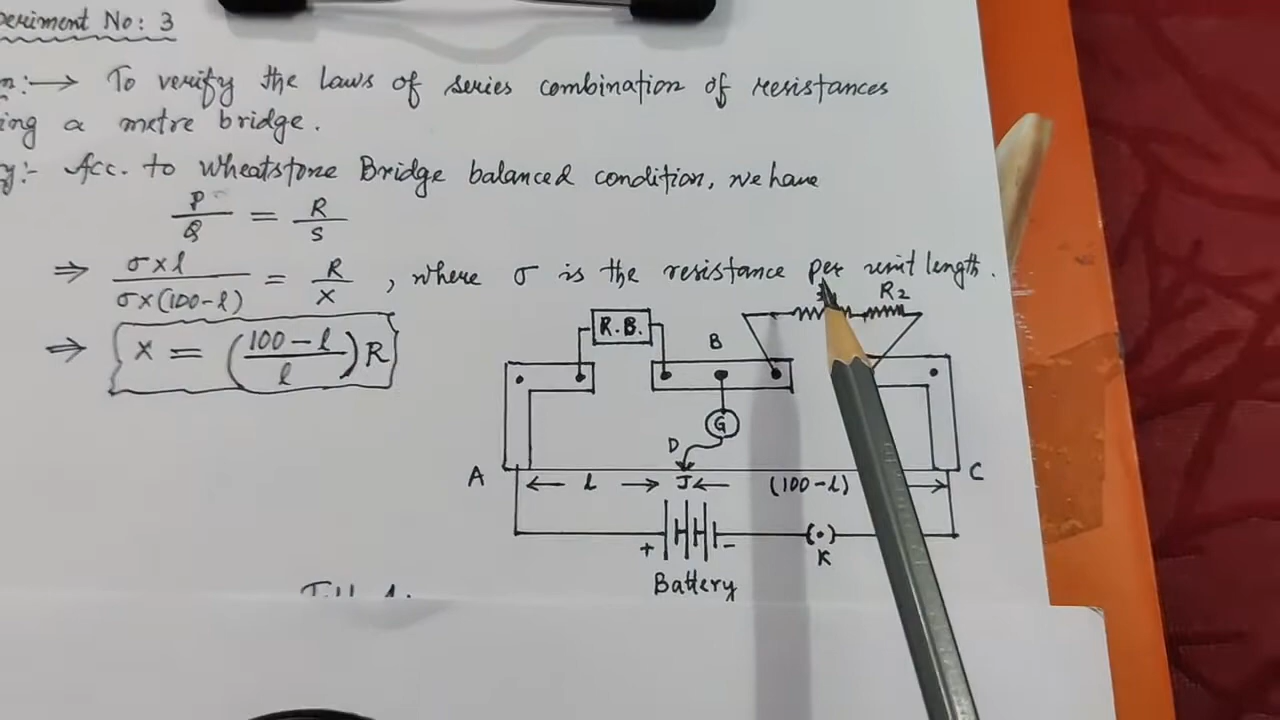 periment No: 3
n:→ To verify the laws of series combination of resistances
ing a metre bridge.
y:- Acc. to Wheatstone Bridge balanced condition, we have
P/Q = R/S
⇒ σ×l/σ×(100-l) = R/X , where σ is the resistance per unit length.
⇒ X = (100-l/l)R
R2
R.B.
B
G
D
A
l
J
(100-l)
C
+
-
K
Battery